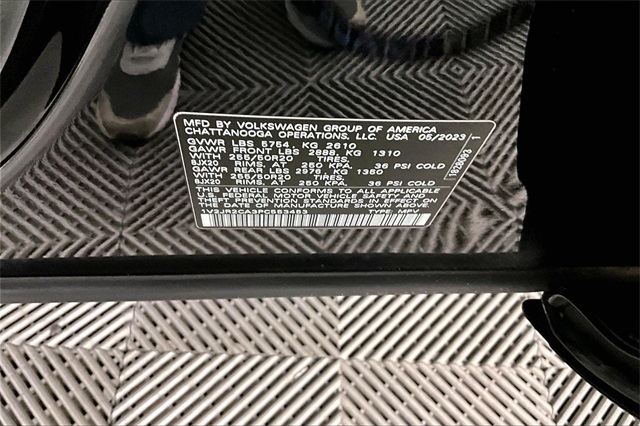 MFD BY VOLKSWAGEN GROUP OF AMERICA
CHATTANOOGA OPERATIONS, LLC. USA 05/2023
GVWR LBS 5754, KG 2610
GAWR FRONT LBS 2888, KG 1310
WITH 255/50R20 TIRES,
8JX20 RIMS, AT 250 KPA, 36 PSI COLD
GAWR REAR LBS 2976, KG 1350
WITH 255/50R20 TIRES,
8JX20 RIMS, AT 250 KPA, 36 PSI COLD
THIS VEHICLE CONFORMS TO ALL APPLICABLE
U.S. FEDERAL MOTOR VEHICLE SAFETY AND
THEFT PREVENTION STANDARDS IN EFFECT ON
THE DATE OF MANUFACTURE SHOWN ABOVE.
1V2JR2CA3PC553453 TYPE: MPV